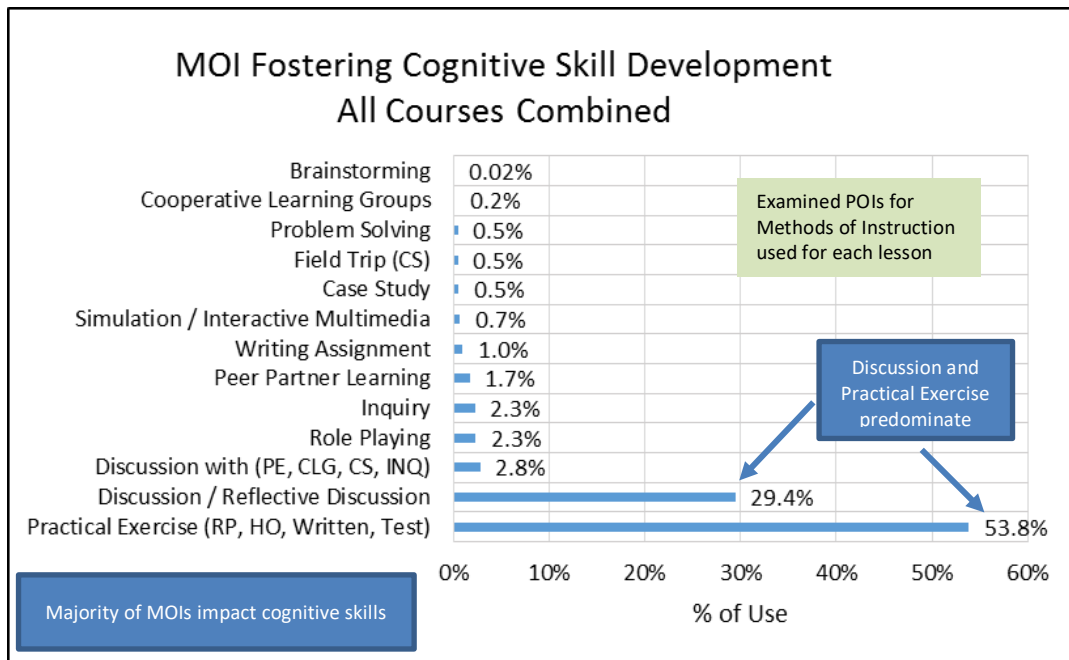 MOI Fostering Cognitive Skill Development
All Courses Combined
Brainstorming 0.02%
Cooperative Learning Groups 0.2%
Problem Solving 0.5%
Field Trip (CS) 0.5%
Case Study 0.5%
Simulation / Interactive Multimedia 0.7%
Writing Assignment 1.0%
Peer Partner Learning 1.7%
Inquiry 2.3%
Role Playing 2.3%
Discussion with (PE, CLG, CS, INQ) 2.8%
Discussion / Reflective Discussion 29.4%
Practical Exercise (RP, HO, Written, Test) 53.8%
Examined POIs for
Methods of Instruction
used for each lesson
Discussion and
Practical Exercise
predominate
0% 10% 20% 30% 40% 50% 60%
% of Use
Majority of MOIs impact cognitive skills